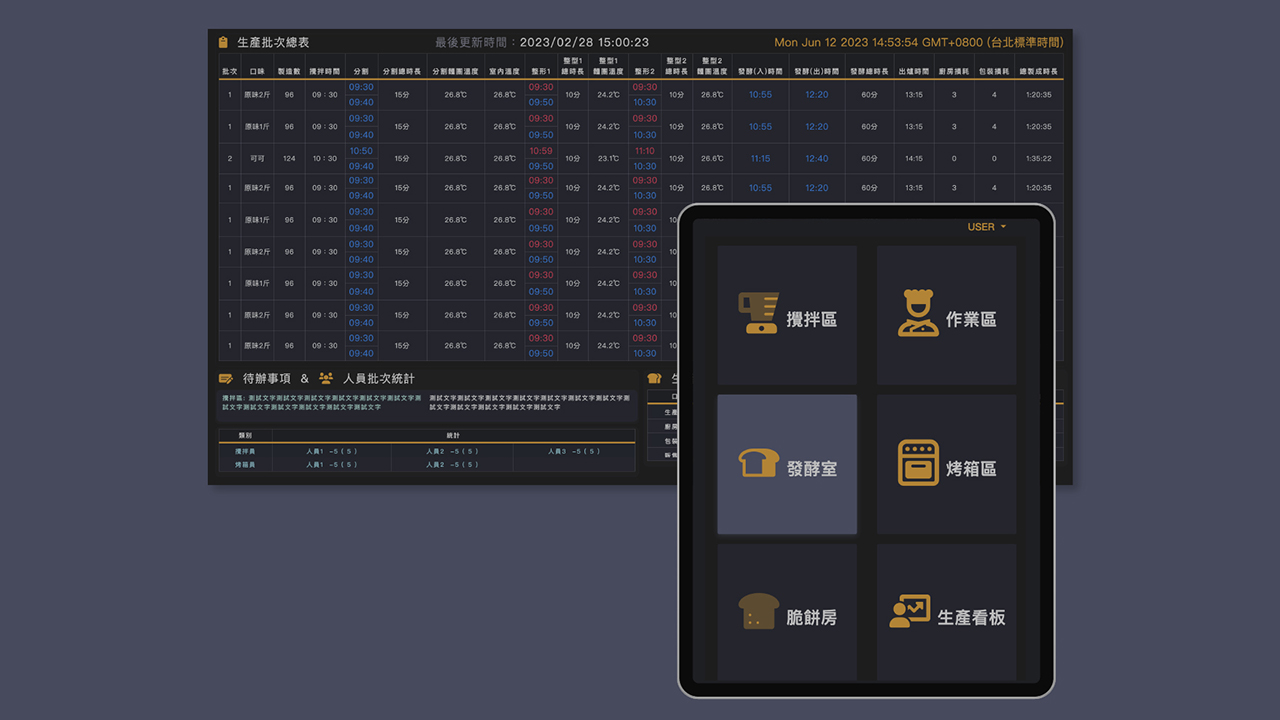 生產批次總表 最後更新時間：2023/02/28 15:00:23 Mon Jun 12 2023 14:53:54 GMT+0800 (台北標準時間)
批次 口味 製造數 攪拌時間 分割 分割總時長 分割麵團溫度 室內溫度 整形1 整型1總時長 整型1麵團溫度 整形2 整型2總時長 整型2麵團溫度 發酵(入)時間 發酵(出)時間 發酵總時長 出爐時間 廚房損耗 包裝損耗 總製成時長
1 原味2斤 96 09：30 09:30 09:40 15分 26.8℃ 26.8℃ 09:30 09:50 10分 24.2℃ 09:30 10:30 10分 26.8℃ 10:55 12:20 60分 13:15 3 4 1:20:35
1 原味1斤 96 09：30 09:30 09:40 15分 26.8℃ 26.8℃ 09:30 09:50 10分 24.2℃ 09:30 10:30 10分 26.8℃ 10:55 12:20 60分 13:15 3 4 1:20:35
2 可可 124 10：30 10:50 09:40 15分 26.8℃ 26.8℃ 10:59 09:50 10分 23.1℃ 11:10 10:30 10分 26.6℃ 11:15 12:40 60分 14:15 0 0 1:35:22
1 原味2斤 96 09：30 09:30 09:40 15分 26.8℃ 26.8℃ 09:30 09:50 10分 24.2℃ 09:30 10:30 10分 26.8℃ 10:55 12:20 60分 13:15 3 4 1:20:35
1 原味1斤 96 09：30 09:30 09:40 15分 26.8℃ 26.8℃ 09:30 09:50 10分 24.2℃ 09:30 10:30 10
1 原味2斤 96 09：30 09:30 09:40 15分 26.8℃ 26.8℃ 09:30 09:50 10分 24.2℃ 09:30 10:30 10
1 原味1斤 96 09：30 09:30 09:40 15分 26.8℃ 26.8℃ 09:30 09:50 10分 24.2℃ 09:30 10:30 10
1 原味2斤 96 09：30 09:30 09:40 15分 26.8℃ 26.8℃ 09:30 09:50 10分 24.2℃ 09:30 10:30 10
1 原味2斤 96 09：30 09:30 09:40 15分 26.8℃ 26.8℃ 09:30 09:50 10分 24.2℃ 09:30 10:30 10
待辦事項 & 人員批次統計
攪拌區: 測試文字測試文字測試文字測試文字測試文字測試文字測
試文字測試文字測試文字測試文字測試文字測試文字
測試文字測試文字測試文字測試文字測試文字測試文字測試文字測
試文字測試文字測試文字測試文字測試文字
類別 統計
攪拌員 人員1 -5 ( 5 ) 人員2 -5 ( 5 ) 人員3 -5 ( 5 )
烤箱員 人員1 -5 ( 5 ) 人員2 -5 ( 5 )
USER
攪拌區 作業區
發酵室 烤箱區
脆餅房 生產看板